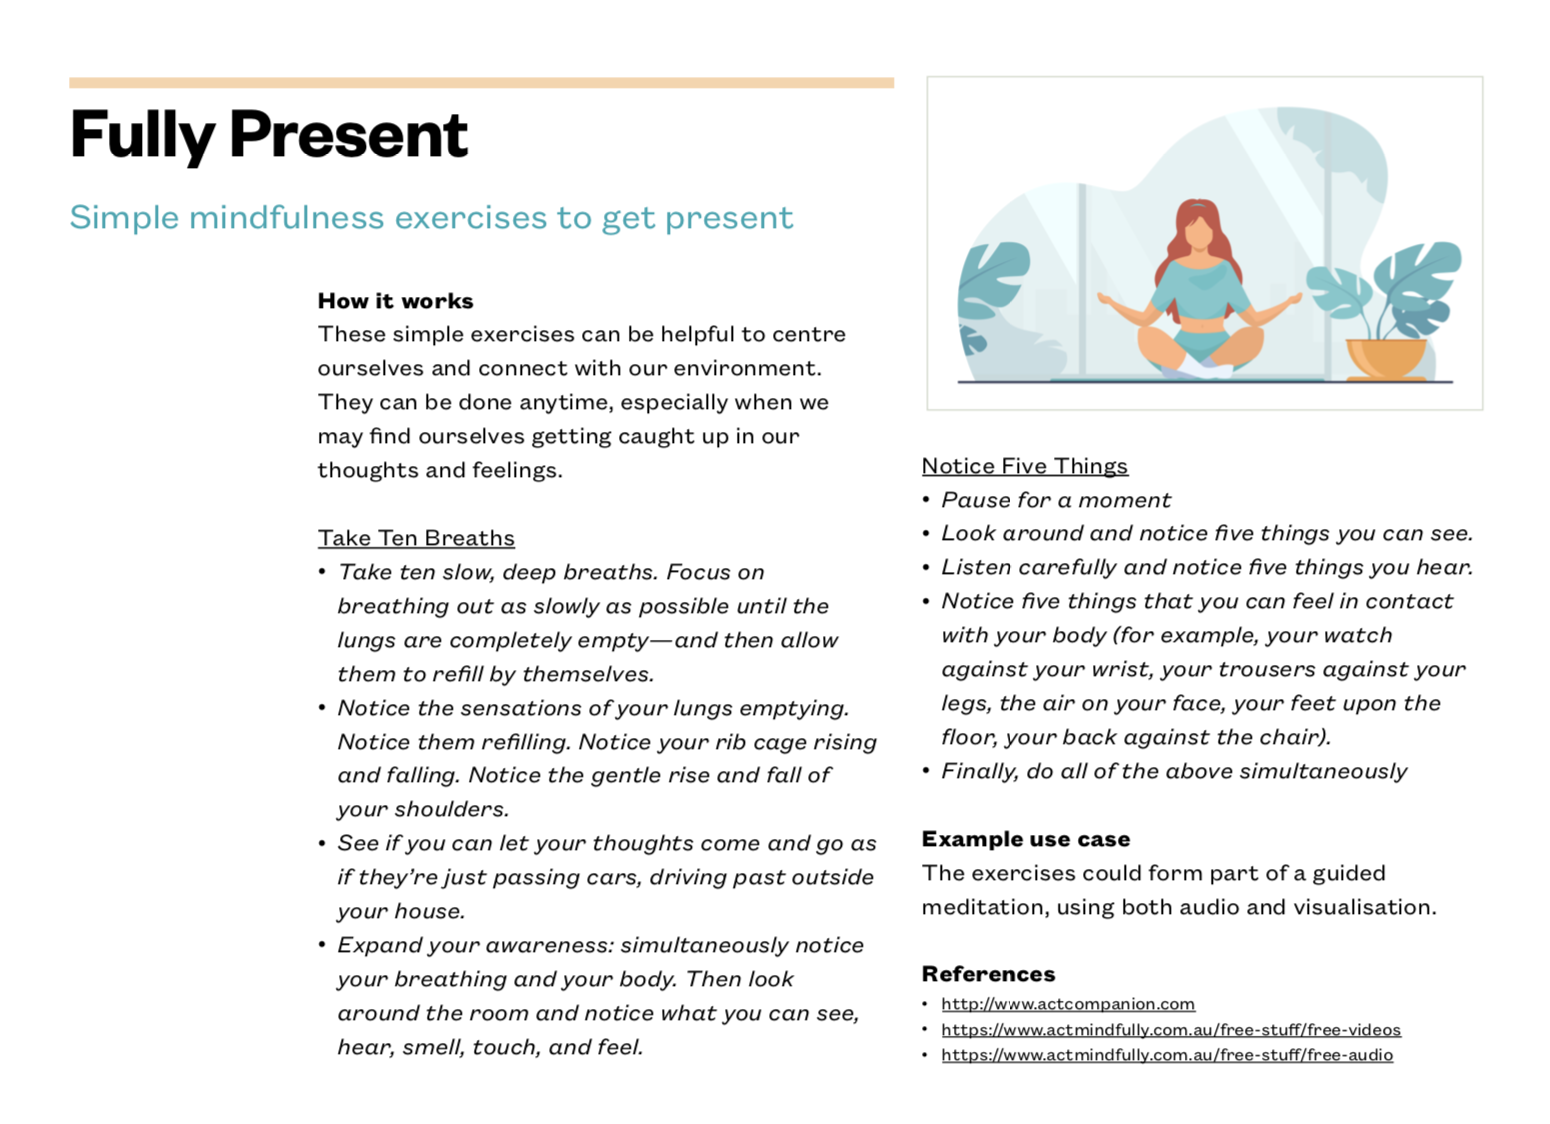 Fully Present
Simple mindfulness exercises to get present
How it works
These simple exercises can be helpful to centre
ourselves and connect with our environment.
They can be done anytime, especially when we
may find ourselves getting caught up in our
thoughts and feelings.
Take Ten Breaths
• Take ten slow, deep breaths. Focus on
breathing out as slowly as possible until the
lungs are completely empty—and then allow
them to refill by themselves.
• Notice the sensations of your lungs emptying.
Notice them refilling. Notice your rib cage rising
and falling. Notice the gentle rise and fall of
your shoulders.
• See if you can let your thoughts come and go as
if they’re just passing cars, driving past outside
your house.
• Expand your awareness: simultaneously notice
your breathing and your body. Then look
around the room and notice what you can see,
hear, smell, touch, and feel.
Notice Five Things
• Pause for a moment
• Look around and notice five things you can see.
• Listen carefully and notice five things you hear.
• Notice five things that you can feel in contact
with your body (for example, your watch
against your wrist, your trousers against your
legs, the air on your face, your feet upon the
floor, your back against the chair).
• Finally, do all of the above simultaneously
Example use case
The exercises could form part of a guided
meditation, using both audio and visualisation.
References
• http://www.actcompanion.com
• https://www.actmindfully.com.au/free-stuff/free-videos
• https://www.actmindfully.com.au/free-stuff/free-audio